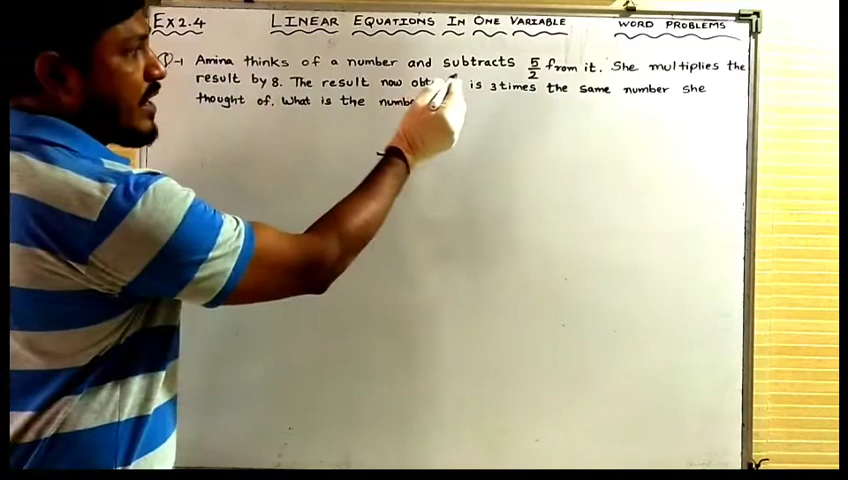 Ex 2.4 LINEAR EQUATIONS IN ONE VARIABLE WORD PROBLEMS
Q-1 Amina thinks of a number and subtracts 5/2 from it. She multiplies the
result by 8. The result now is 3 times the same number she
thought of. What is the